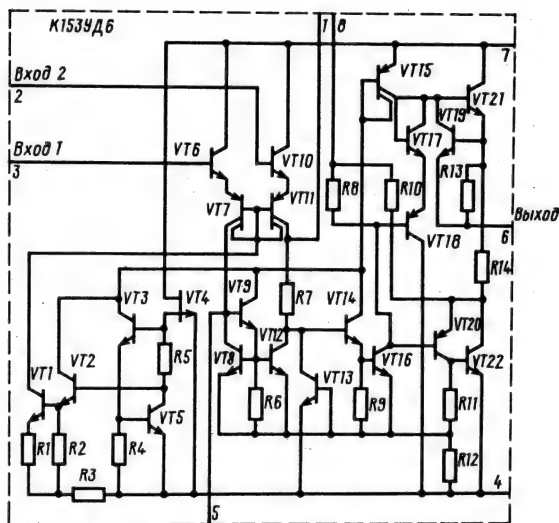 К153УД6
1 8
VT15
7
Вход 2
2
VT19
VT21
VT17
Вход 1
3
VT6
VT10
R8
R10
R13
Выход
6
VT7
VT11
VT18
R14
VT3
VT4
VT9
R7
VT14
VT20
VT1
VT2
R5
VT8
VT12
VT16
VT22
VT5
R6
VT13
R9
R11
R1
R2
R4
R12
R3
4
5